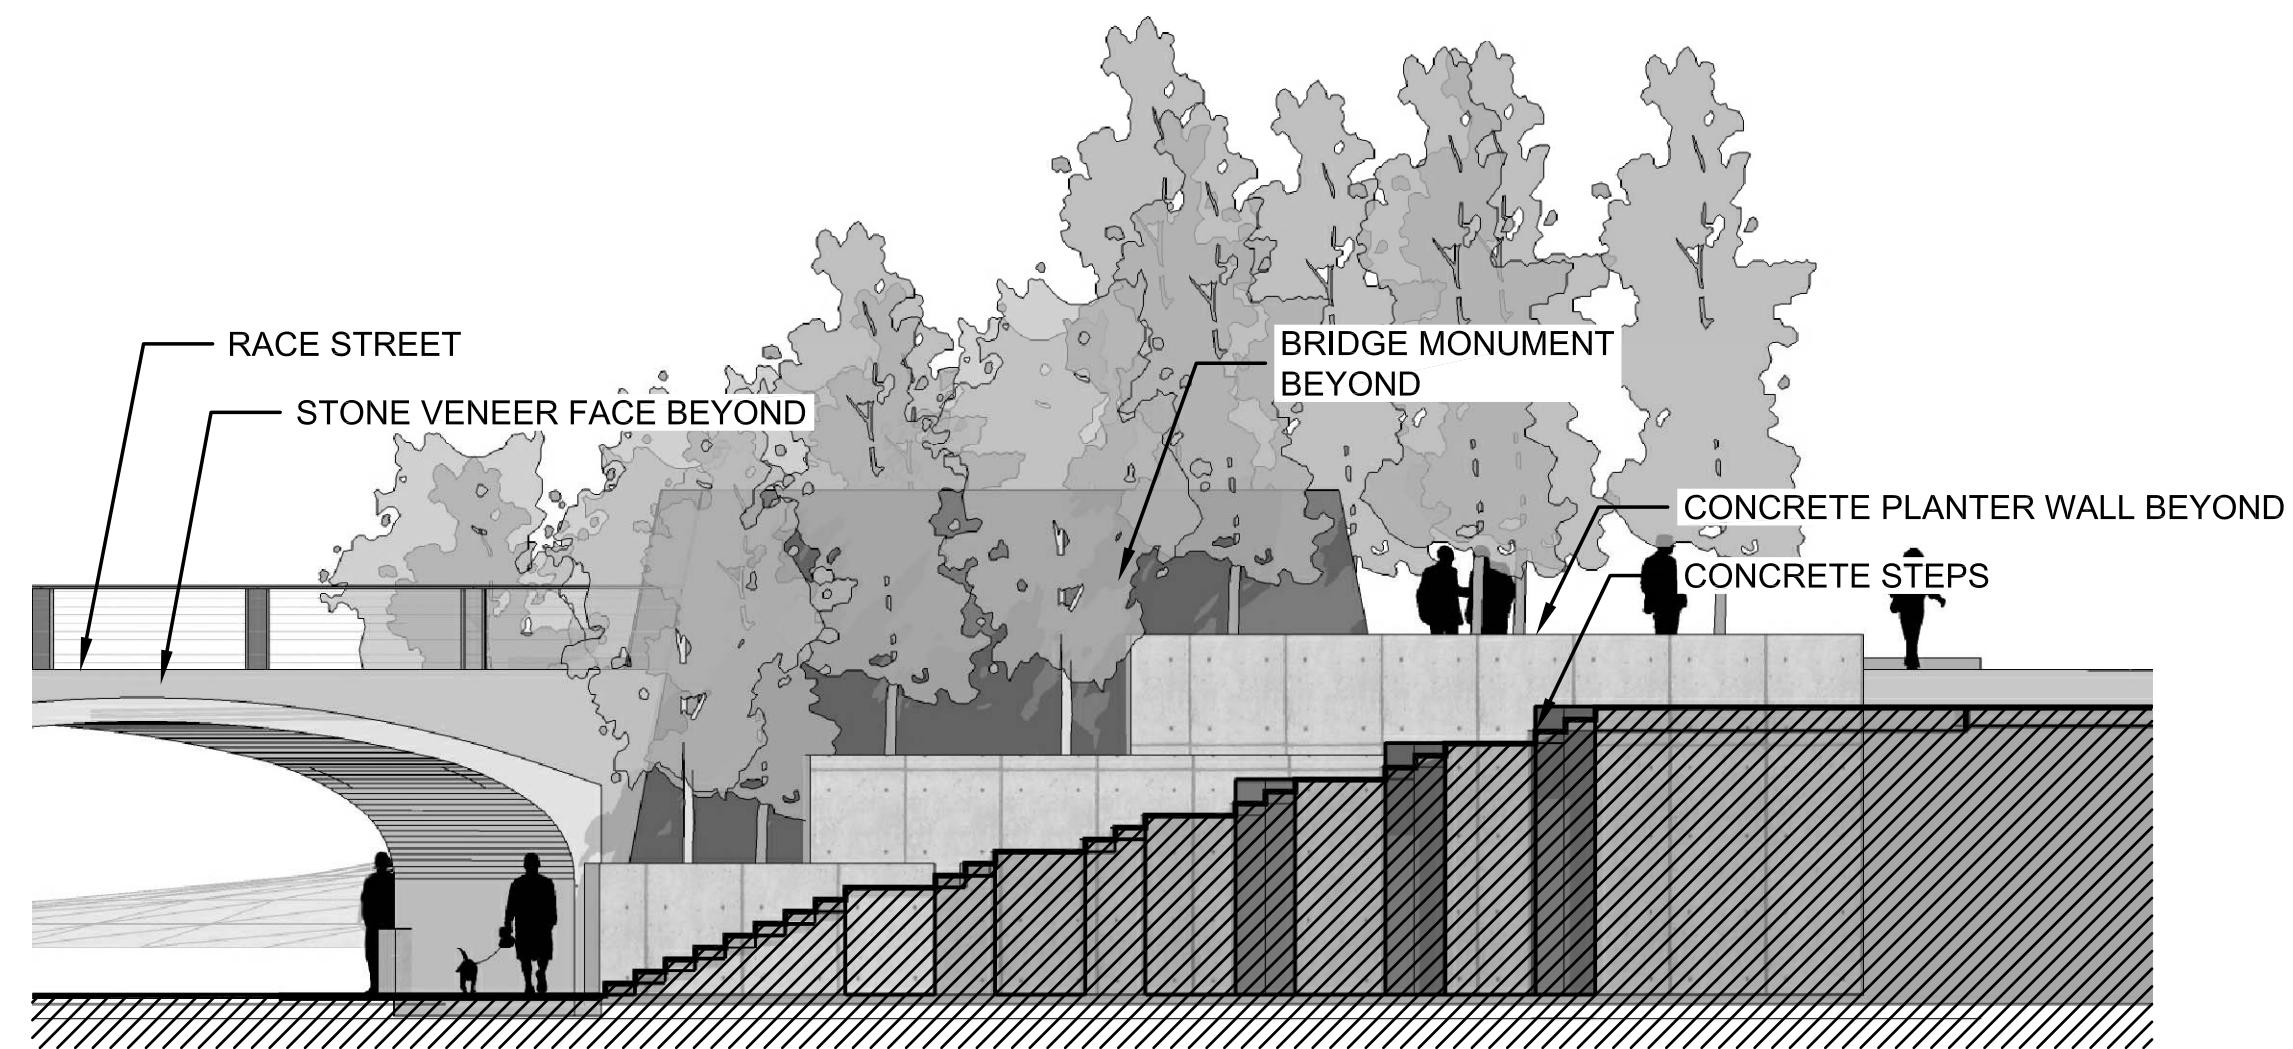 RACE STREET
STONE VENEER FACE BEYOND
BRIDGE MONUMENT
BEYOND
CONCRETE PLANTER WALL BEYOND
CONCRETE STEPS